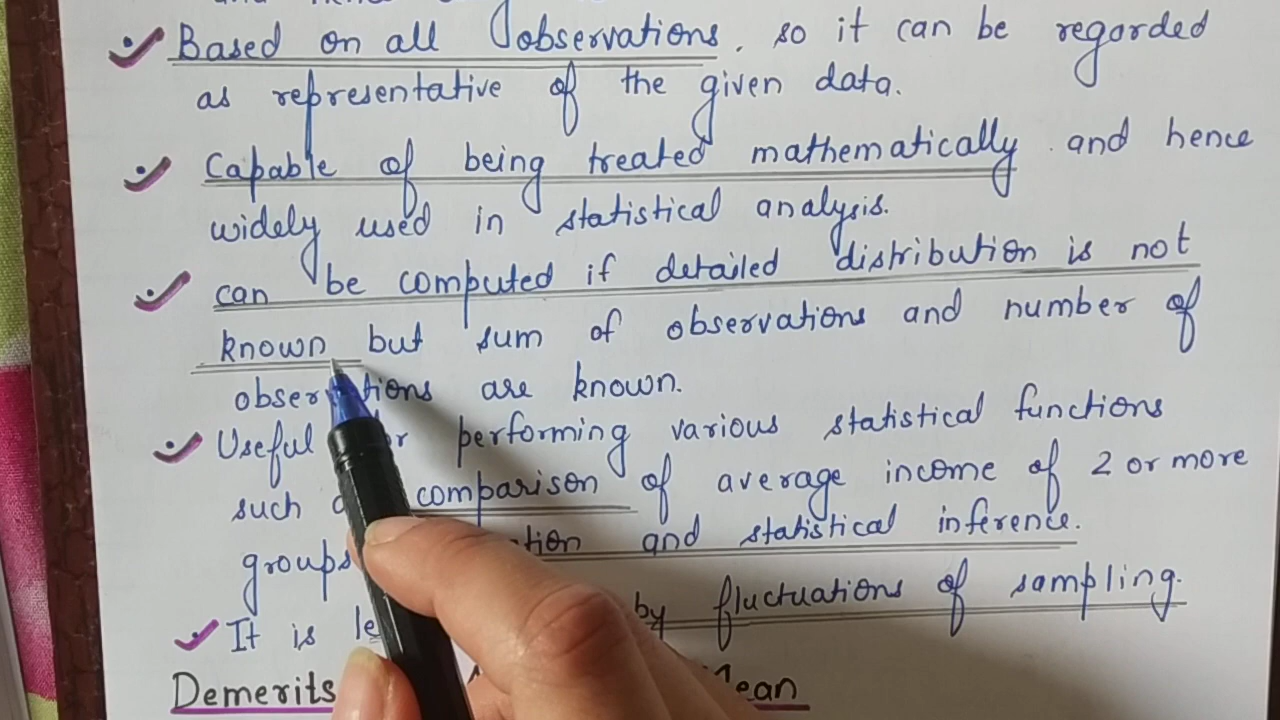 Based on all observations, so it can be regarded
as representative of the given data.
Capable of being treated mathematically and hence
widely used in statistical analysis.
can be computed if detailed distribution is not
known but sum of observations and number of
observations are known.
Useful performing various statistical functions
such comparison of average income of 2 or more
groups and statistical inference.
It is by fluctuations of sampling.
Demerits Mean